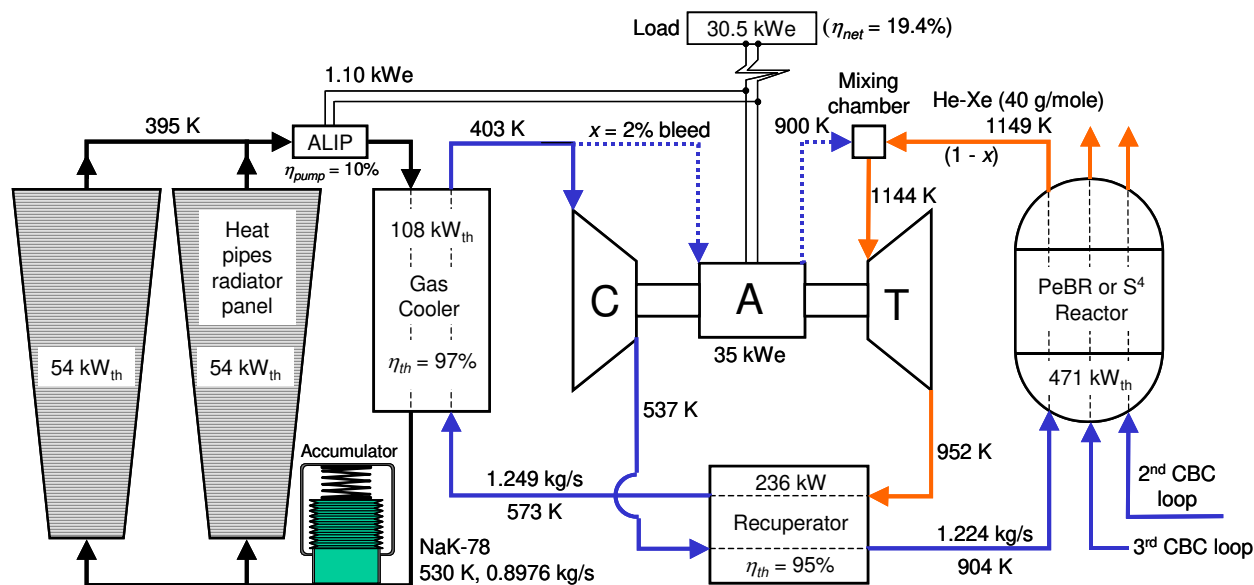 Load
30.5 kWe
(ηnet = 19.4%)
1.10 kWe
Mixing
chamber
He-Xe (40 g/mole)
395 K
ALIP
ηpump = 10%
403 K
x = 2% bleed
900 K
1149 K
(1 - x)
1144 K
Heat
pipes
radiator
panel
54 kWth
54 kWth
108 kWth
Gas
Cooler
ηth = 97%
C
A
T
35 kWe
PeBR or S⁴
Reactor
471 kWth
537 K
952 K
Accumulator
1.249 kg/s
573 K
236 kW
Recuperator
ηth = 95%
1.224 kg/s
904 K
2nd CBC
loop
3rd CBC loop
NaK-78
530 K, 0.8976 kg/s